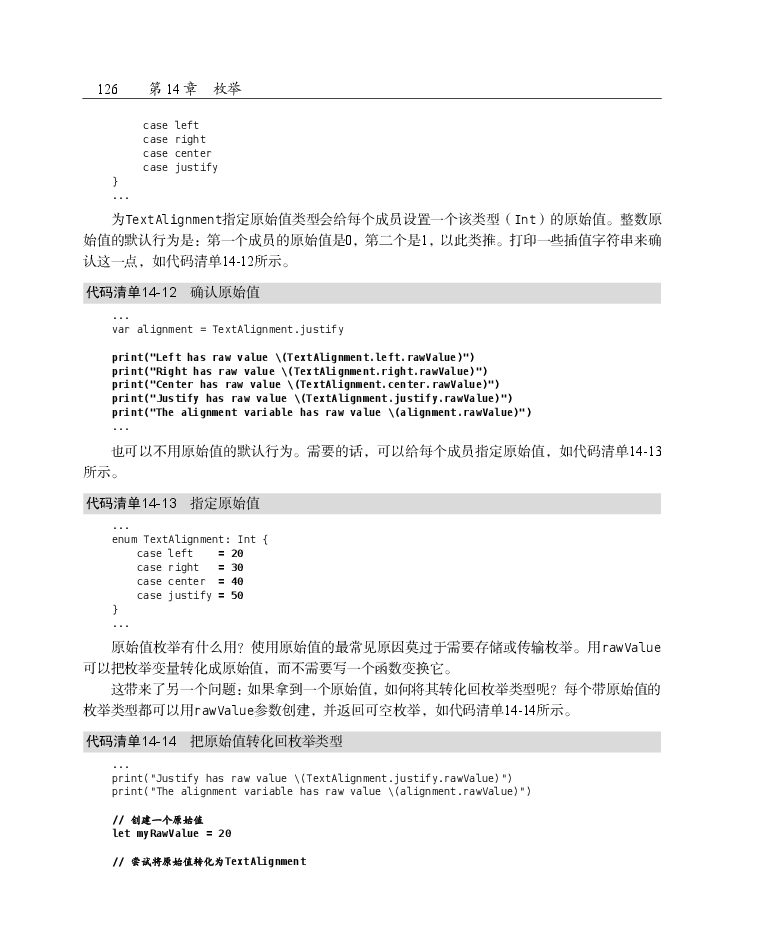 126 第 14 章 枚举
case left
case right
case center
case justify
}
...
为TextAlignment指定原始值类型会给每个成员设置一个该类型（Int）的原始值。整数原
始值的默认行为是：第一个成员的原始值是0，第二个是1，以此类推。打印一些插值字符串来确
认这一点，如代码清单14-12所示。
代码清单14-12 确认原始值
...
var alignment = TextAlignment.justify
print("Left has raw value \(TextAlignment.left.rawValue)")
print("Right has raw value \(TextAlignment.right.rawValue)")
print("Center has raw value \(TextAlignment.center.rawValue)")
print("Justify has raw value \(TextAlignment.justify.rawValue)")
print("The alignment variable has raw value \(alignment.rawValue)")
...
也可以不用原始值的默认行为。需要的话，可以给每个成员指定原始值，如代码清单14-13
所示。
代码清单14-13 指定原始值
...
enum TextAlignment: Int {
case left = 20
case right = 30
case center = 40
case justify = 50
}
...
原始值枚举有什么用？使用原始值的最常见原因莫过于需要存储或传输枚举。用rawValue
可以把枚举变量转化成原始值，而不需要写一个函数变换它。
这带来了另一个问题：如果拿到一个原始值，如何将其转化回枚举类型呢？每个带原始值的
枚举类型都可以用rawValue参数创建，并返回可空枚举，如代码清单14-14所示。
代码清单14-14 把原始值转化回枚举类型
...
print("Justify has raw value \(TextAlignment.justify.rawValue)")
print("The alignment variable has raw value \(alignment.rawValue)")
// 创建一个原始值
let myRawValue = 20
// 尝试将原始值转化为TextAlignment